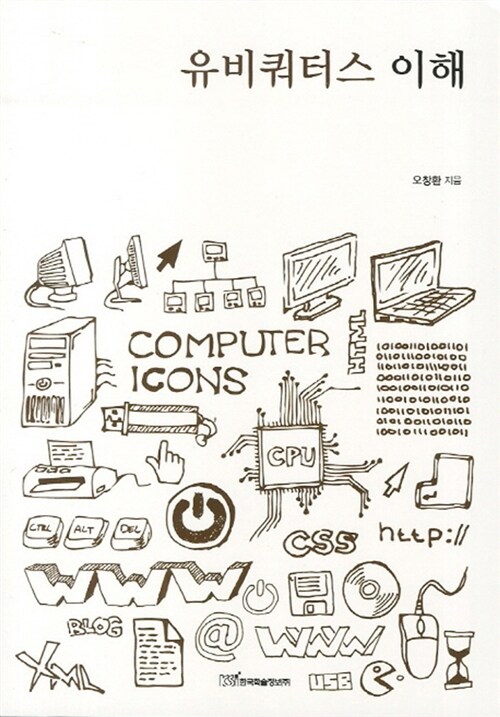 유비쿼터스 이해
오창환 지음
COMPUTER
ICONS
HTML
CPU
CTRL ALT DEL
CSS
http://
WWW
BLOG
@
WWW
XML
한국학술정보㈜
USB